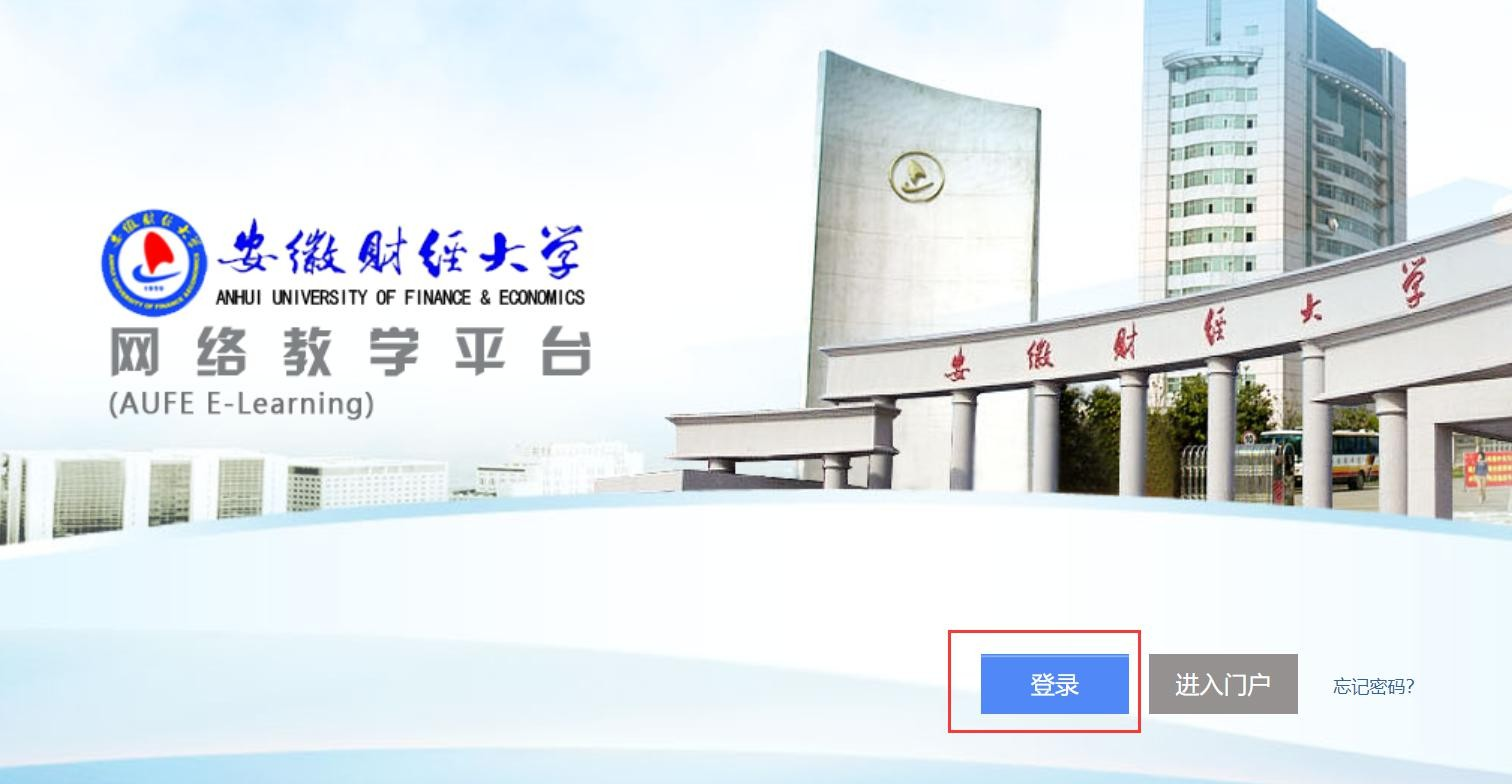 安徽财经大学
ANHUI UNIVERSITY OF FINANCE & ECONOMICS
网络教学平台
(AUFE E-Learning)
安徽财经大学
登录
进入门户
忘记密码?